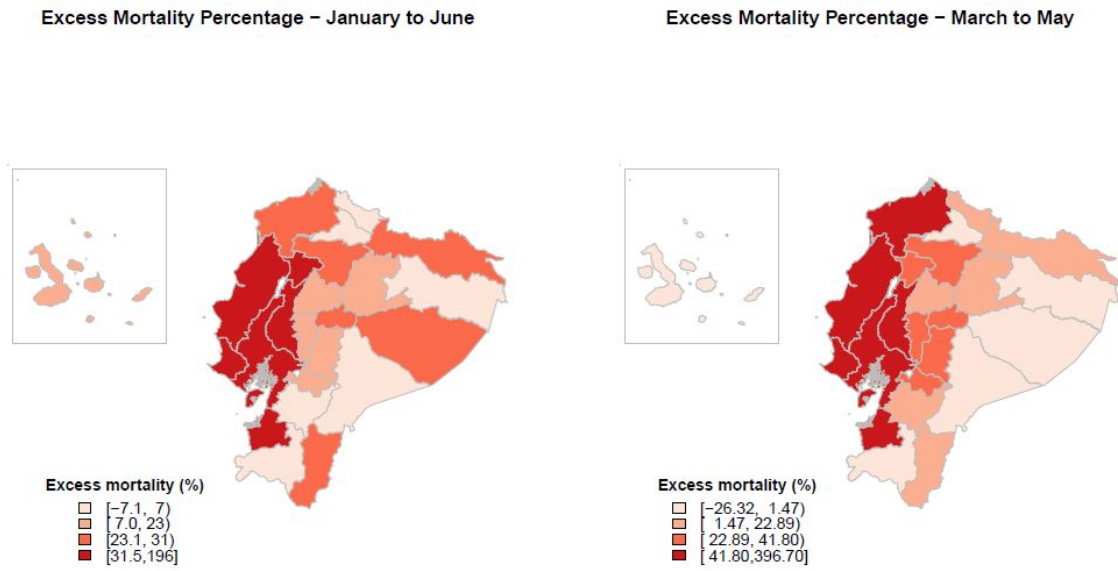 Excess Mortality Percentage − January to June
Excess Mortality Percentage − March to May
Excess mortality (%)
[−7.1, 7)
[ 7.0, 23)
[23.1, 31)
[31.5,196]
Excess mortality (%)
[−26.32, 1.47)
[ 1.47, 22.89)
[ 22.89, 41.80)
[ 41.80,396.70]